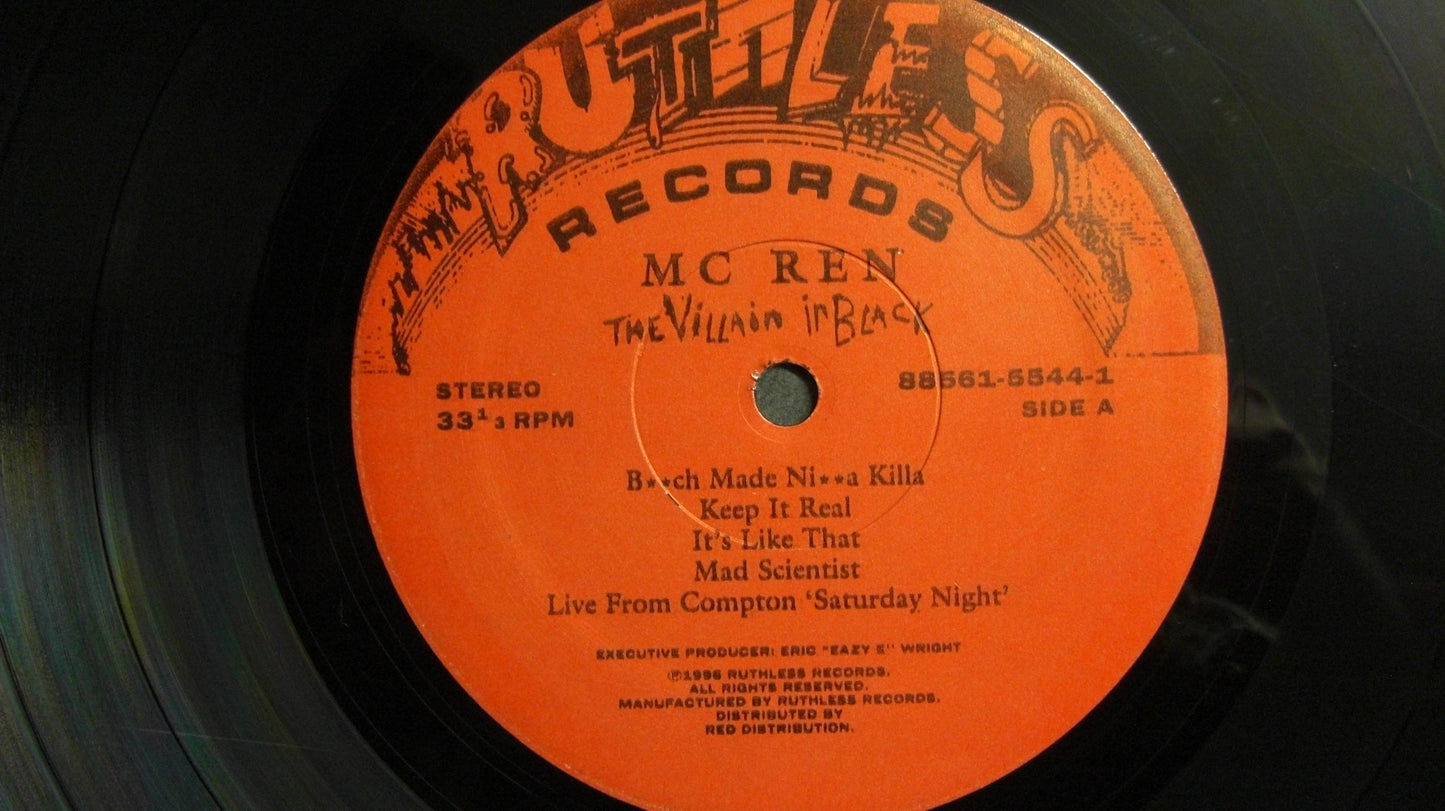 RUTHLESS
RECORDS
MC REN
THE VILLAIN in BLACK
STEREO
33 1 3 RPM
88561-5544-1
SIDE A
B**ch Made Ni**a Killa
Keep It Real
It's Like That
Mad Scientist
Live From Compton ‘Saturday Night’
EXECUTIVE PRODUCER: ERIC "EAZY E" WRIGHT
℗1996 RUTHLESS RECORDS.
ALL RIGHTS RESERVED.
MANUFACTURED BY RUTHLESS RECORDS.
DISTRIBUTED BY
RED DISTRIBUTION.